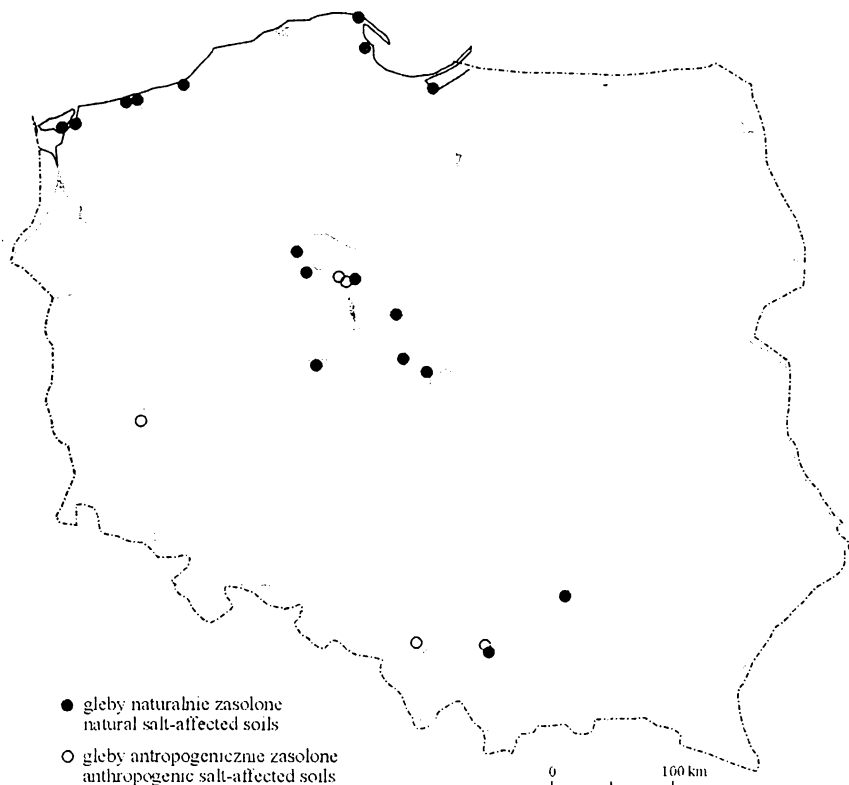 gleby naturalnie zasolone
natural salt-affected soils
gleby antropogenicznie zasolone
anthropogenic salt-affected soils
0 100 km